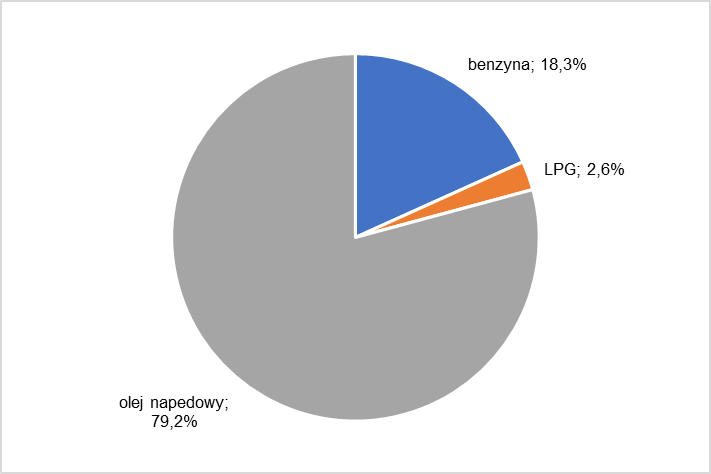 benzyna; 18,3%
LPG; 2,6%
olej napedowy;
79,2%